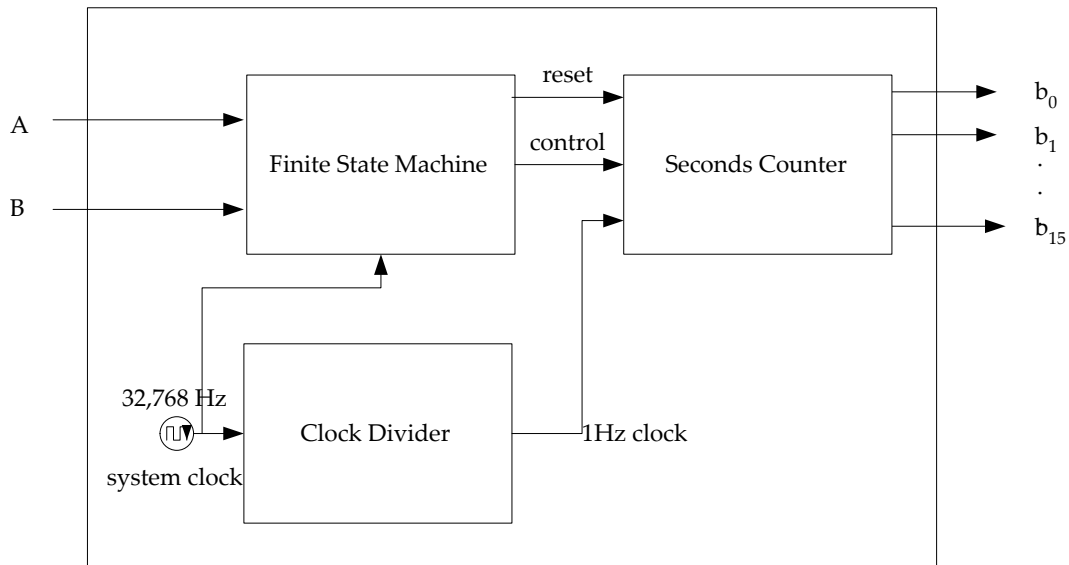 reset
b0
A
control
b1
Finite State Machine
Seconds Counter
.
.
B
b15
32,768 Hz
Clock Divider
1Hz clock
system clock